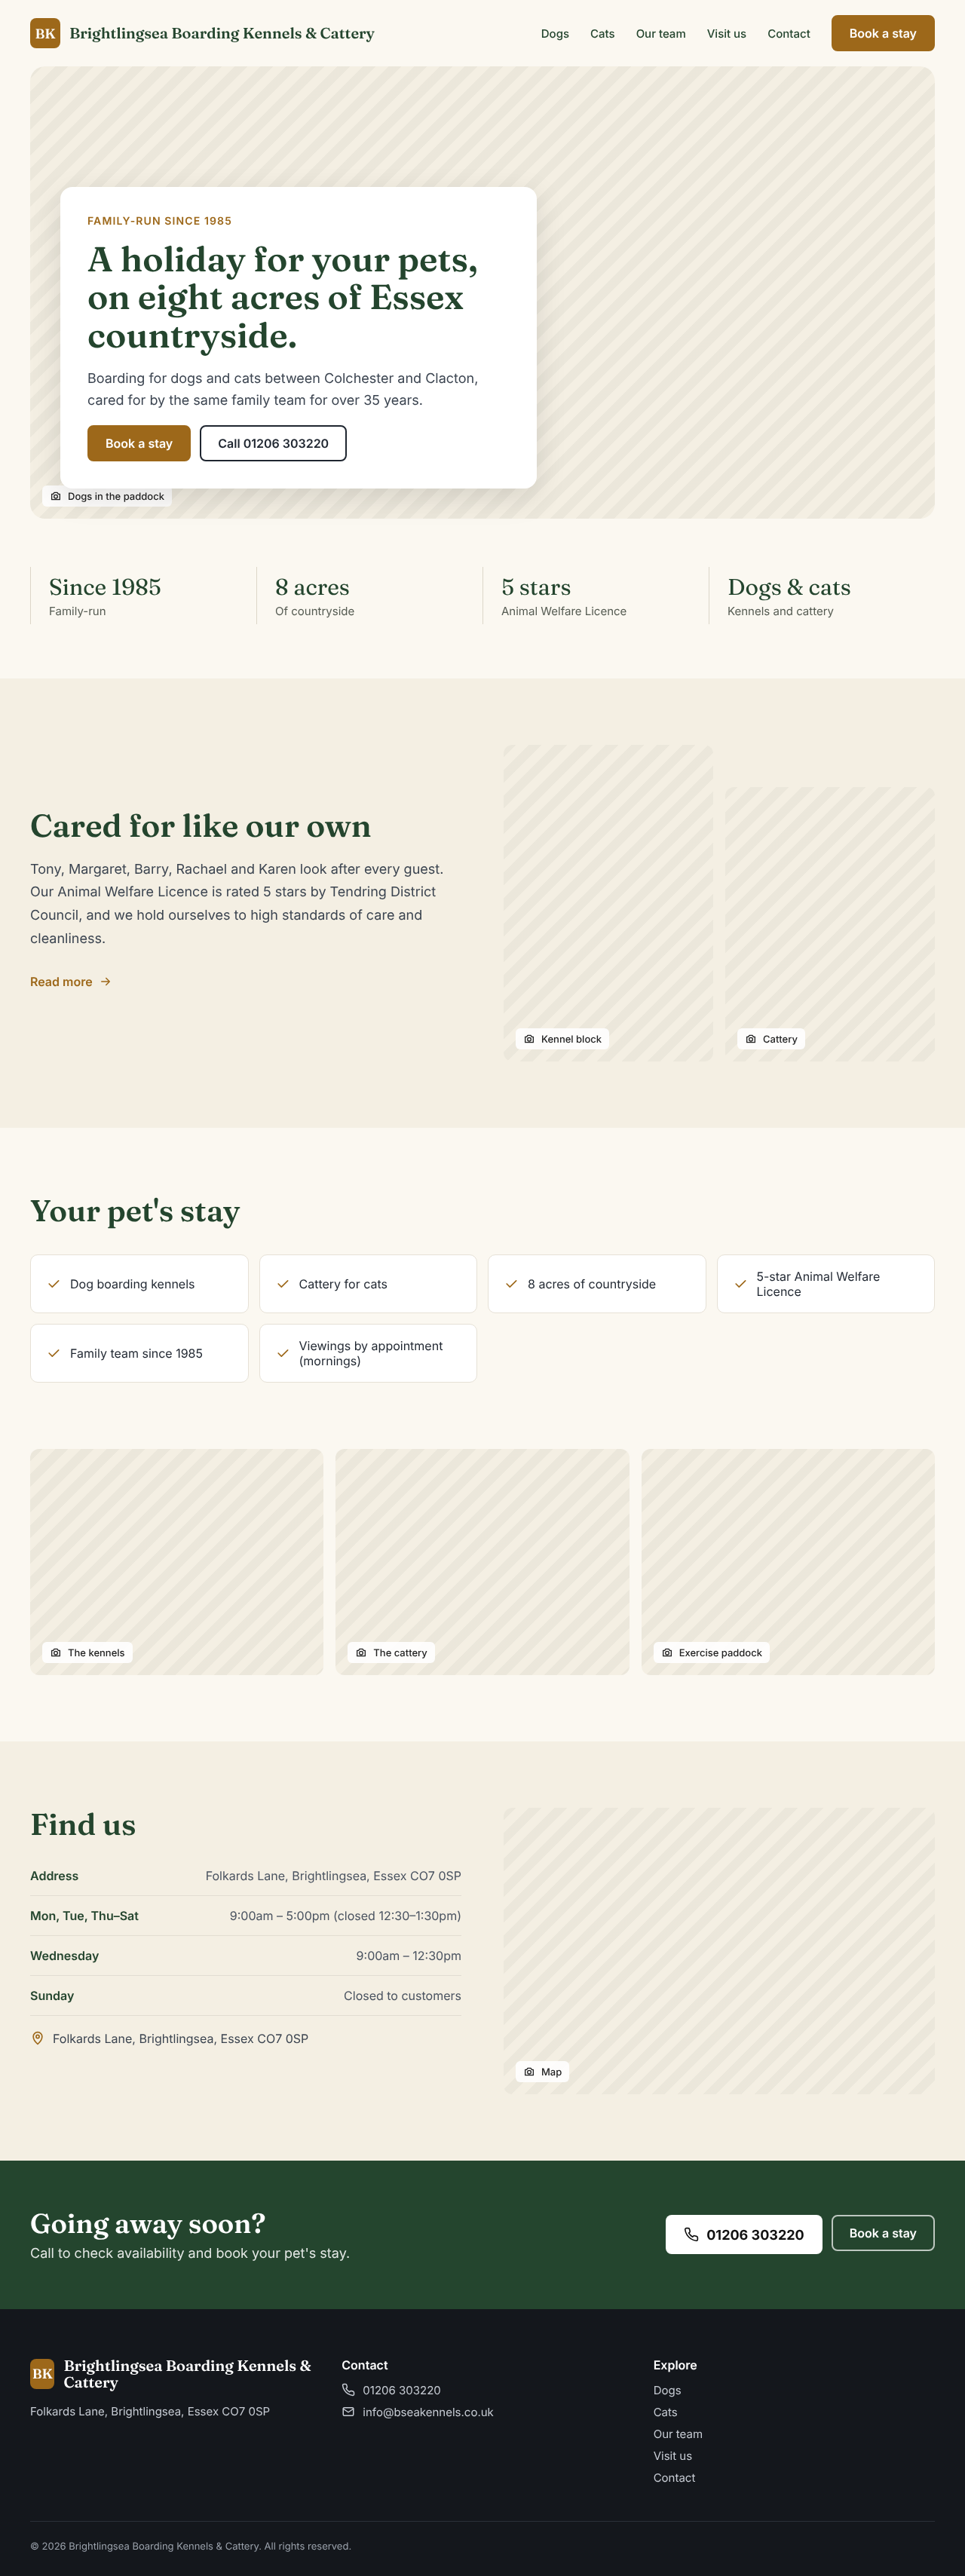 BK Brightlingsea Boarding Kennels & Cattery Dogs Cats Our team Visit us Contact Book a stay
FAMILY-RUN SINCE 1985
A holiday for your pets,
on eight acres of Essex
countryside.
Boarding for dogs and cats between Colchester and Clacton,
cared for by the same family team for over 35 years.
Book a stay Call 01206 303220
Dogs in the paddock
Since 1985 8 acres 5 stars Dogs & cats
Family-run Of countryside Animal Welfare Licence Kennels and cattery
Cared for like our own
Tony, Margaret, Barry, Rachael and Karen look after every guest.
Our Animal Welfare Licence is rated 5 stars by Tendring District
Council, and we hold ourselves to high standards of care and
cleanliness.
Read more →
Kennel block Cattery
Your pet's stay
Dog boarding kennels
Cattery for cats
8 acres of countryside
5-star Animal Welfare
Licence
Family team since 1985
Viewings by appointment
(mornings)
The kennels The cattery Exercise paddock
Find us
Address Folkards Lane, Brightlingsea, Essex CO7 0SP
Mon, Tue, Thu–Sat 9:00am – 5:00pm (closed 12:30–1:30pm)
Wednesday 9:00am – 12:30pm
Sunday Closed to customers
Folkards Lane, Brightlingsea, Essex CO7 0SP
Map
Going away soon?
Call to check availability and book your pet's stay.
01206 303220 Book a stay
BK Brightlingsea Boarding Kennels &
Cattery
Folkards Lane, Brightlingsea, Essex CO7 0SP
Contact
01206 303220
info@bseakennels.co.uk
Explore
Dogs
Cats
Our team
Visit us
Contact
© 2026 Brightlingsea Boarding Kennels & Cattery. All rights reserved.